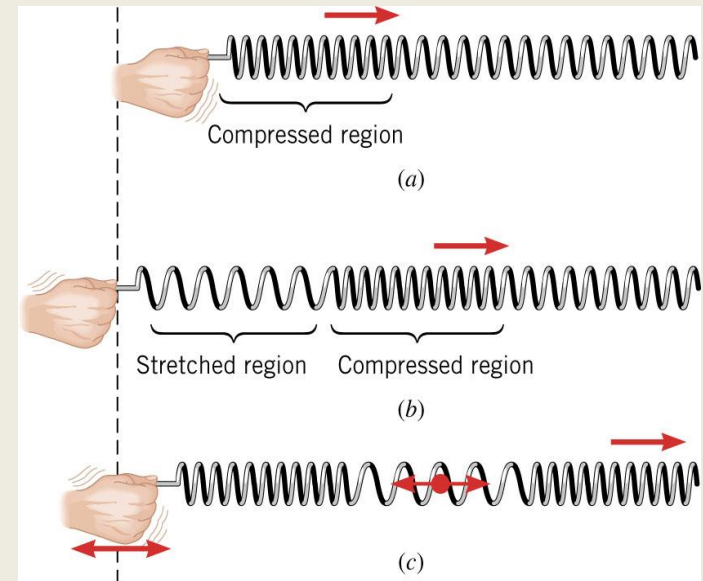 Compressed region
(a)
Stretched region Compressed region
(b)
(c)